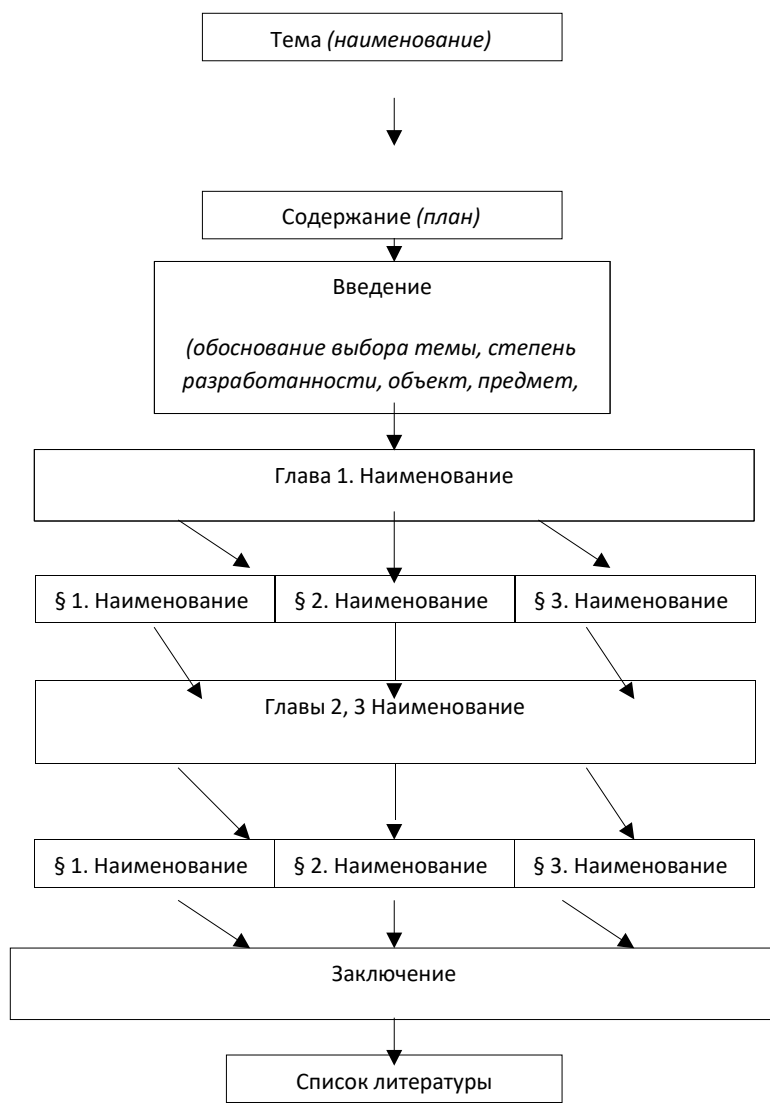 Тема (наименование)
Содержание (план)
Введение
(обоснование выбора темы, степень
разработанности, объект, предмет,
Глава 1. Наименование
§ 1. Наименование
§ 2. Наименование
§ 3. Наименование
Главы 2, 3 Наименование
§ 1. Наименование
§ 2. Наименование
§ 3. Наименование
Заключение
Список литературы